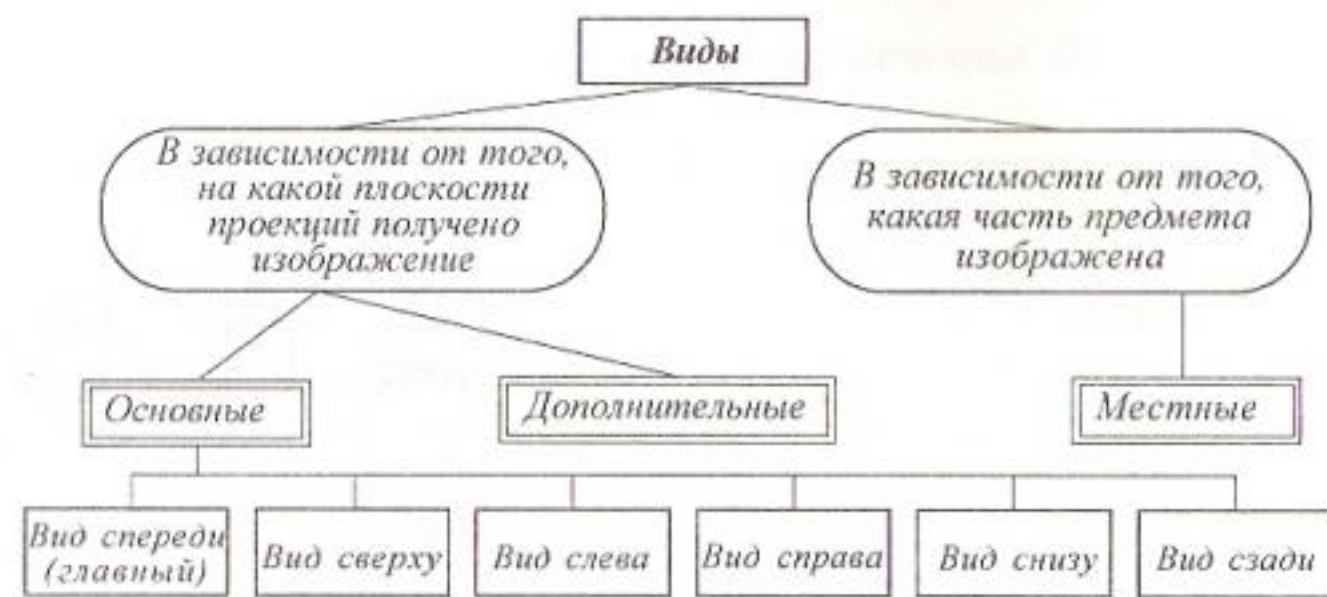 Виды
В зависимости от того,
на какой плоскости
проекций получено
изображение
В зависимости от того,
какая часть предмета
изображена
Основные
Дополнительные
Местные
Вид спереди
(главный)
Вид сверху
Вид слева
Вид справа
Вид снизу
Вид сзади